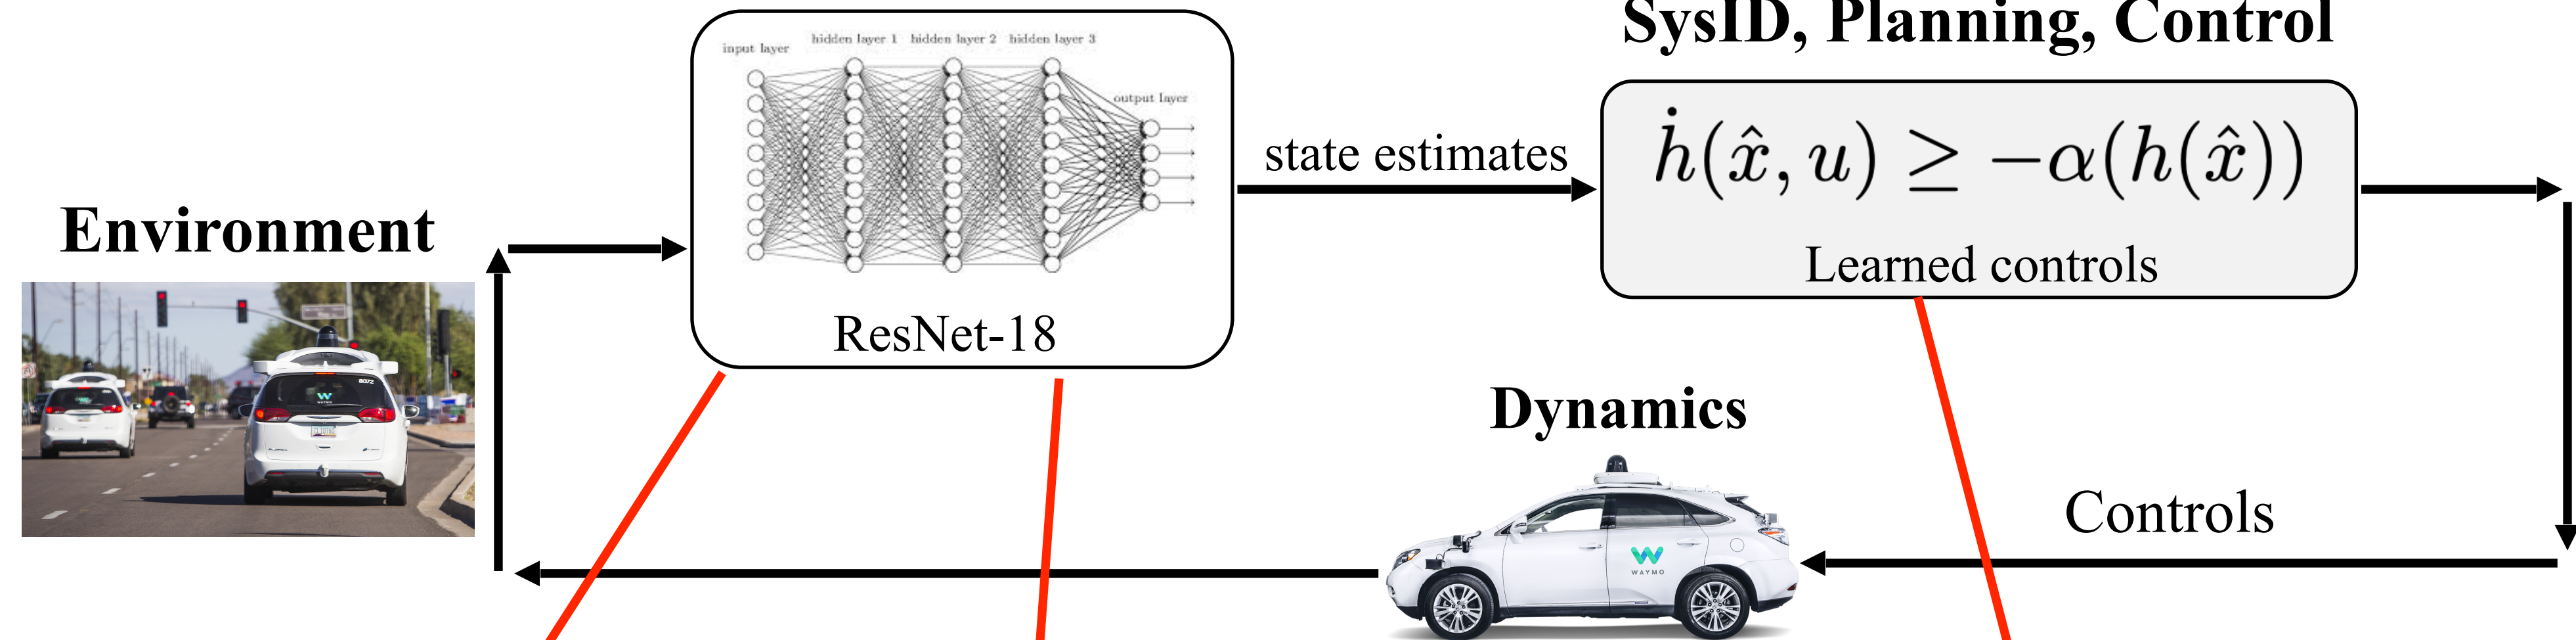 SysID, Planning, Control
input layer
hidden layer 1 hidden layer 2 hidden layer 3
output layer
state estimates
ḣ(x̂, u) ≥ −α(h(x̂))
Learned controls
ResNet-18
Environment
8072
Dynamics
Controls
WAYMO